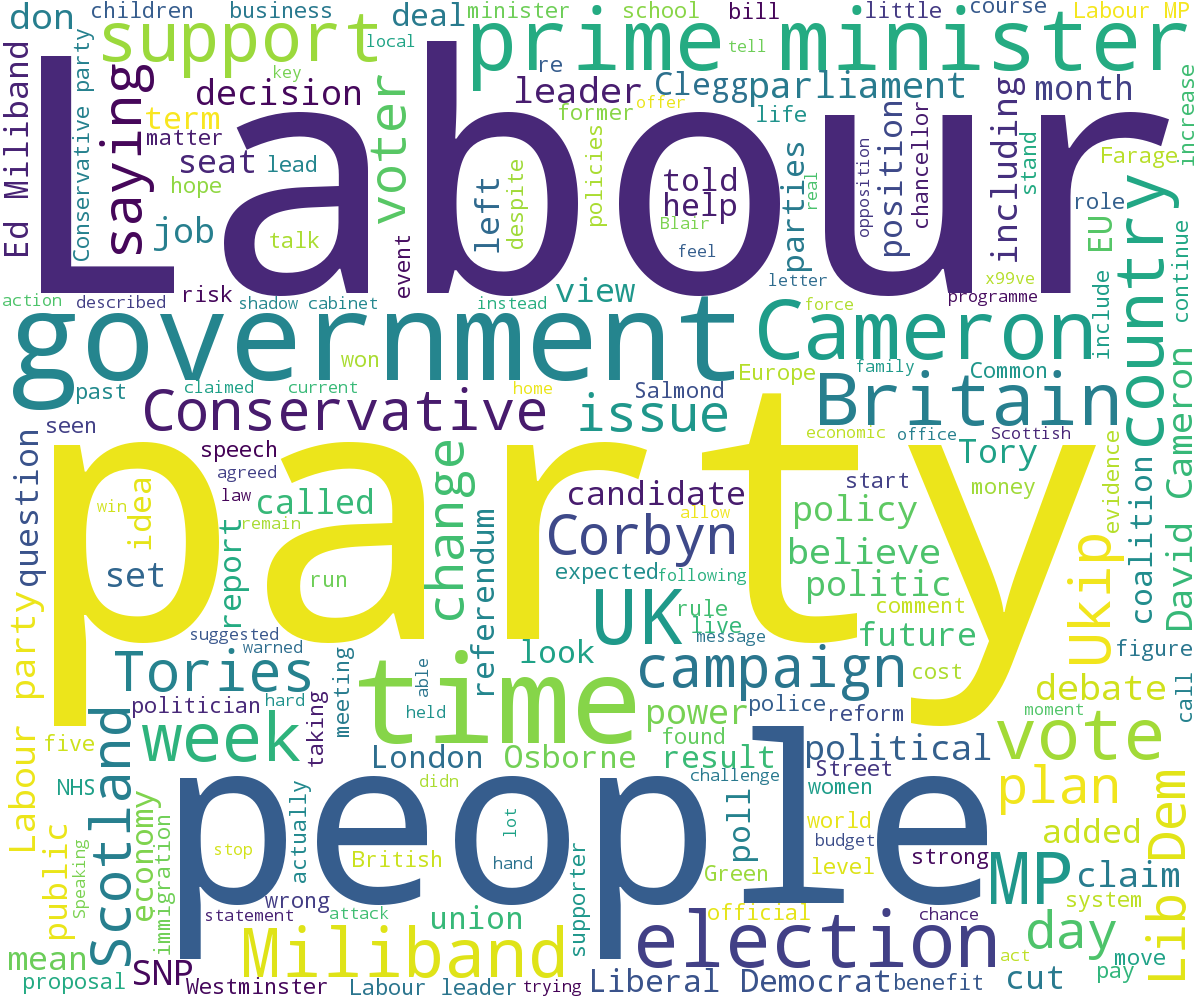 don
children
business
deal
minister
school
bill
little
course
Labour MP
support
local
prime minister
tell
key
re
Ed Miliband
Conservative party
saying
decision
voter
leader
former
offer
Clegg
parliament
month
increase
term
matter
seat
lead
hope
job
talk
Labour
left
despite
policies
told
help
Blair
feel
life
parties
real
opposition
position
chancellor
including
stand
Farage
role
country
EU
continue
action
described
risk
shadow cabinet
event
instead
view
letter
force
x99ve
programme
include
government
won
Cameron
past
claimed
current
home
Salmond
Europe
family
Common
Britain
Conservative
issue
seen
speech
agreed
law
economic
office
Scottish
Tory
evidence
party
question
win
idea
remain
called
change
candidate
allow
start
money
policy
coalition
David Cameron
set
report
run
referendum
Corbyn
believe
expected
following
politic
UK
rule
live
message
comment
future
Ukip
figure
suggested
warned
Labour party
Tories
look
campaign
cost
debate
call
politician
hard
taking
meeting
able
held
time
power
police
reform
moment
five
week
found
vote
Scotland
London
Osborne
result
political
NHS
didn
challenge
Street
women
plan
Lib Dem
people
public
Speaking
economy
immigration
actually
stop
British
lot
hand
poll
Green
world
budget
level
added
strong
MP
claim
system
wrong
statement
attack
union
supporter
official
chance
day
mean
proposal
SNP
Westminster
Miliband
Labour leader
trying
election
Liberal Democrat
benefit
act
cut
pay
move